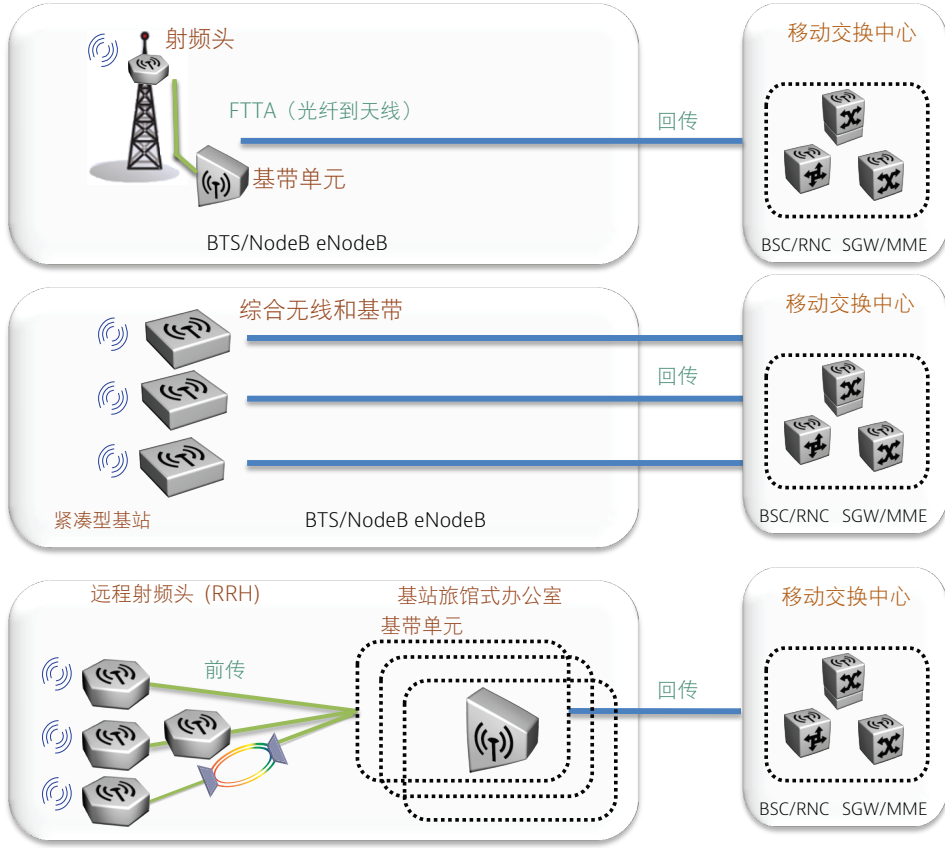 射频头
移动交换中心
FTTA（光纤到天线）
回传
基带单元
BTS/NodeB eNodeB
BSC/RNC SGW/MME
综合无线和基带
移动交换中心
回传
紧凑型基站
BTS/NodeB eNodeB
BSC/RNC SGW/MME
远程射频头 (RRH)
基站旅馆式办公室
移动交换中心
基带单元
前传
回传
BSC/RNC SGW/MME